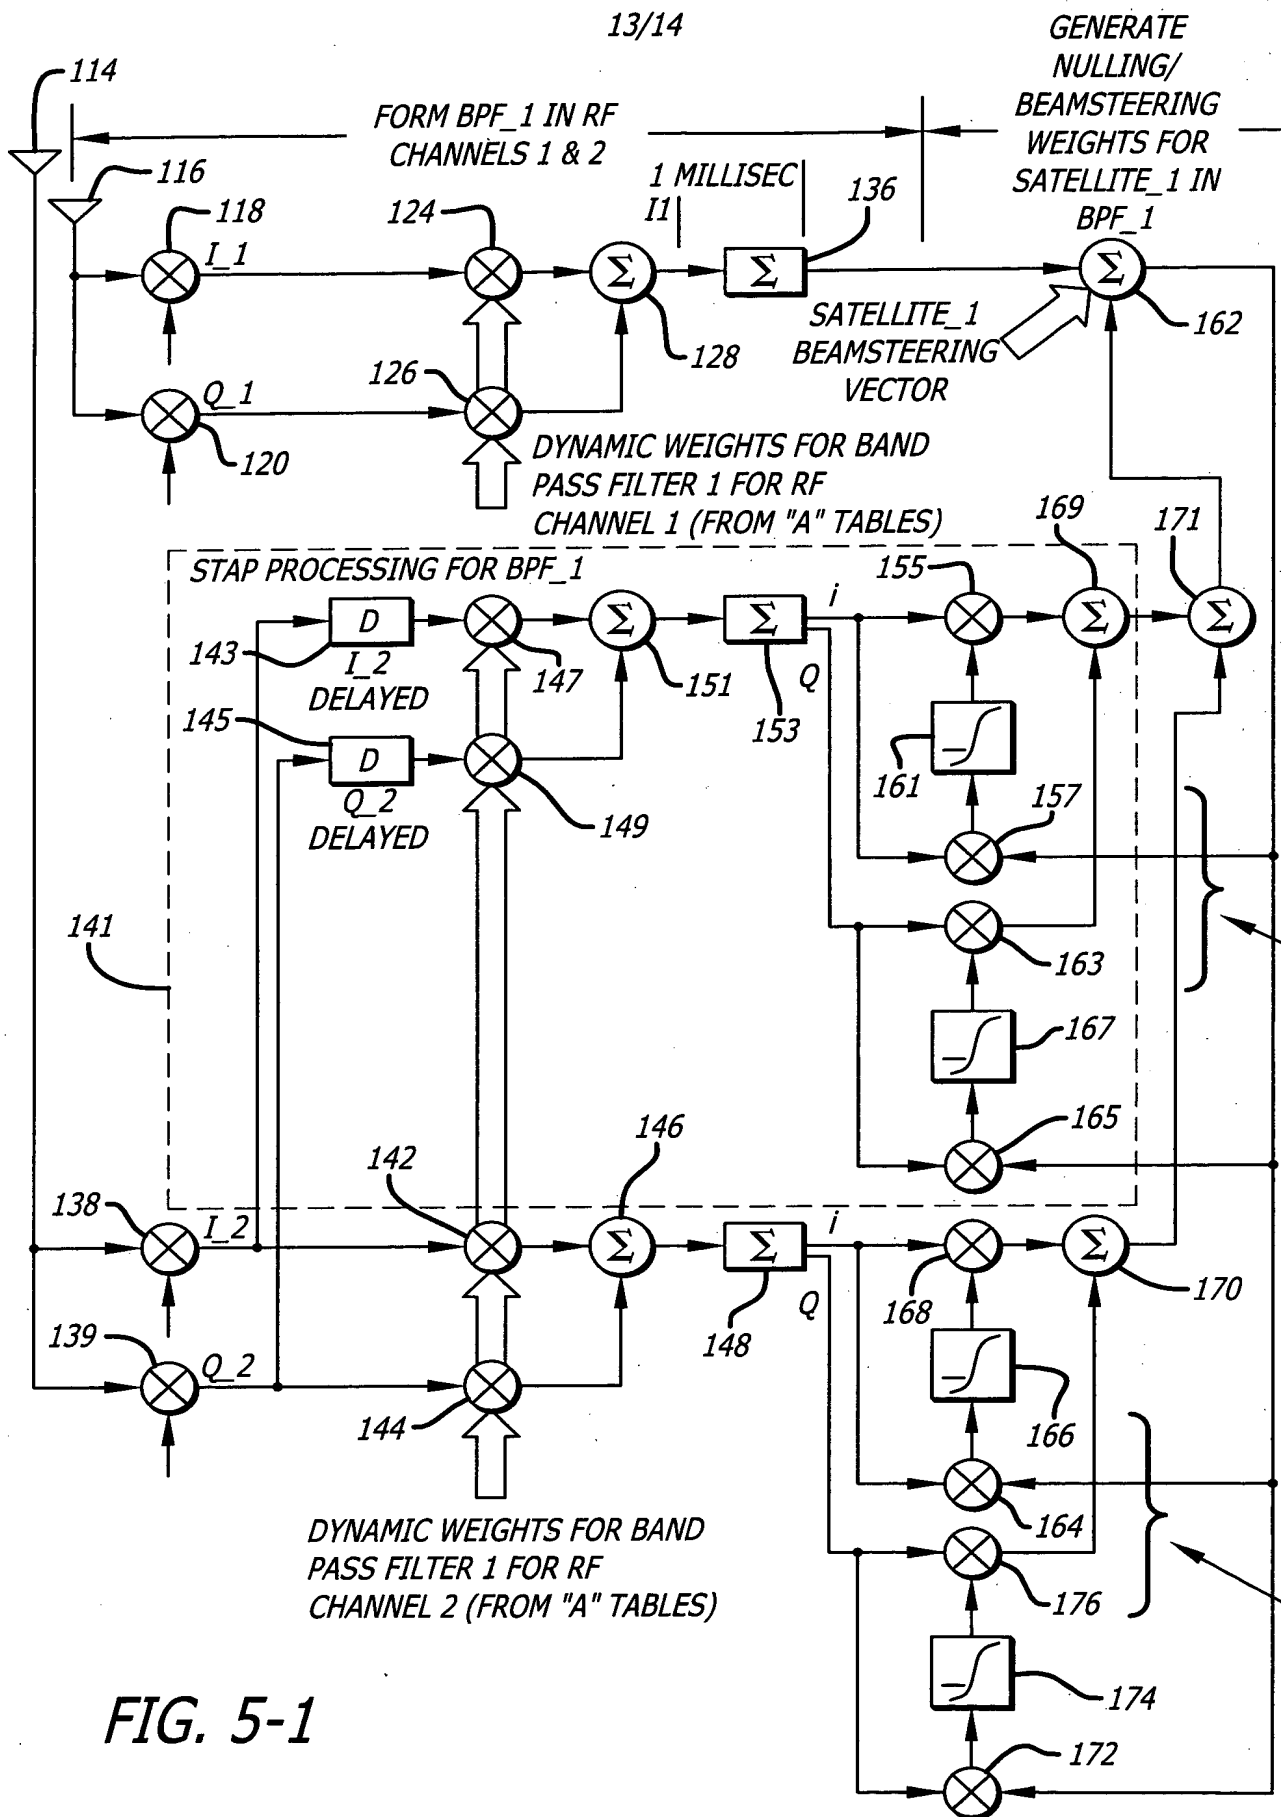 13/14
GENERATE
NULLING/
BEAMSTEERING
WEIGHTS FOR
SATELLITE_1 IN
BPF_1
114
FORM BPF_1 IN RF
CHANNELS 1 & 2
116
1 MILLISEC
I1
136
118
I_1
124
Σ
Σ
Σ
162
128
SATELLITE_1
BEAMSTEERING
VECTOR
126
Q_1
120
DYNAMIC WEIGHTS FOR BAND
PASS FILTER 1 FOR RF
CHANNEL 1 (FROM "A" TABLES)
169
171
STAP PROCESSING FOR BPF_1
155
i
D
Σ
Σ
Σ
Σ
143
I_2
DELAYED
147
151
Q
153
145
D
161
157
Q_2
DELAYED
149
141
163
167
165
146
142
138
I_2
Σ
Σ
i
Σ
168
170
Q
148
139
Q_2
166
144
164
DYNAMIC WEIGHTS FOR BAND
PASS FILTER 1 FOR RF
CHANNEL 2 (FROM "A" TABLES)
176
174
FIG. 5-1
172